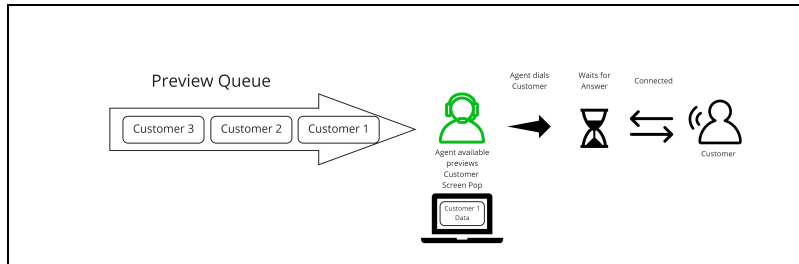 Preview Queue
Customer 3
Customer 2
Customer 1
Agent available
previews
Customer
Screen Pop
Customer 1
Data
Agent dials
Customer
Waits for
Answer
Connected
Customer